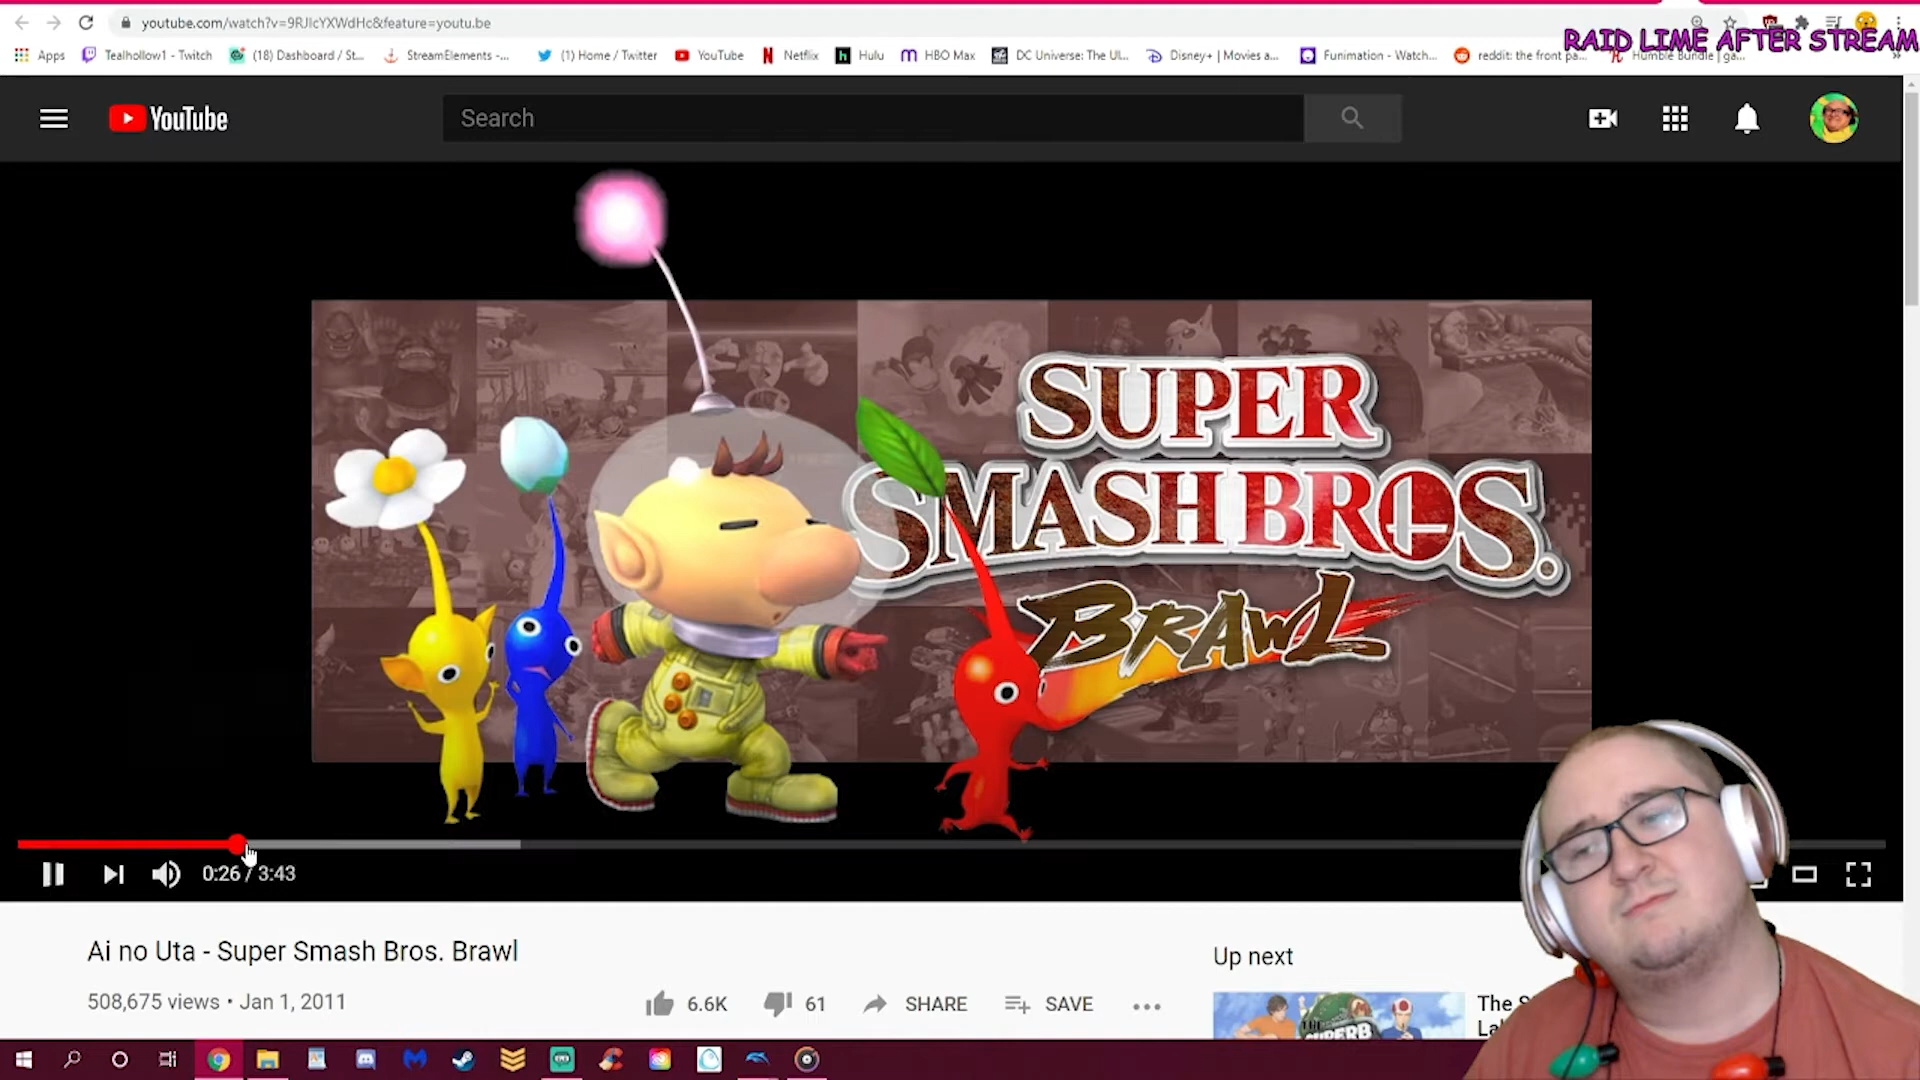 youtube.com/watch?v=9RJlcYXWdHc&feature=youtu.be
RAID LIME AFTER STREAM
Apps Tealhollow1 - Twitch (18) Dashboard / St... StreamElements -... (1) Home / Twitter YouTube Netflix Hulu HBO Max DC Universe: The Ul... Disney+ | Movies a... Funimation - Watch... reddit: the front pa... Humble Bundle | ga...
YouTube
Search
SUPER
SMASH BROS.
BRAWL
0:26 / 3:43
Ai no Uta - Super Smash Bros. Brawl
508,675 views • Jan 1, 2011
6.6K 61 SHARE SAVE
Up next
The S
La
SUPERB